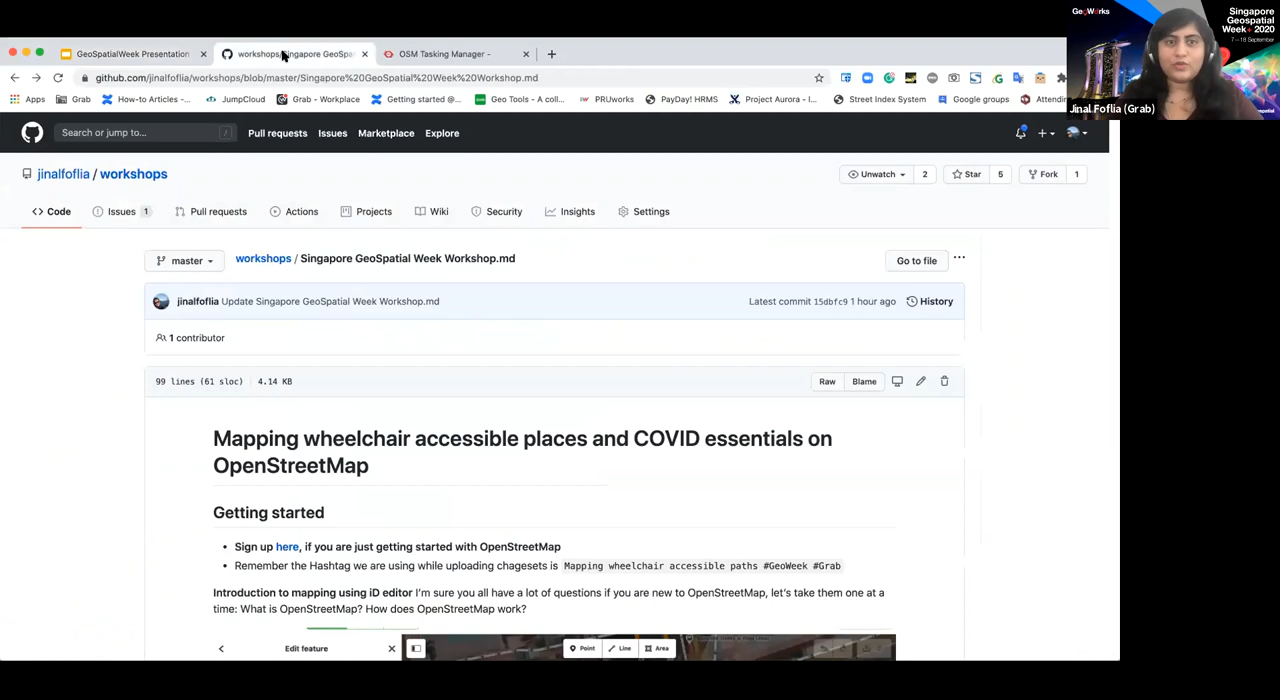 GeoSpatialWeek Presentation
workshops/Singapore GeoSpa
OSM Tasking Manager -
github.com/jinalfoflia/workshops/blob/master/Singapore%20GeoSpatial%20Week%20Workshop.md
Apps Grab How-to Articles -... JumpCloud Grab - Workplace Getting started @... Geo Tools - A coll... PRUworks PayDay! HRMS Project Aurora - I... Street Index System Google groups Attendin
GeoWorks
Singapore
Geospatial
Week+ 2020
7 — 18 September
Jinal Foflia (Grab)
Search or jump to... / Pull requests Issues Marketplace Explore
jinalfoflia / workshops
Unwatch 2 Star 5 Fork 1
Code Issues 1 Pull requests Actions Projects Wiki Security Insights Settings
master workshops / Singapore GeoSpatial Week Workshop.md Go to file ...
jinalfoflia Update Singapore GeoSpatial Week Workshop.md Latest commit 15dbfc9 1 hour ago History
1 contributor
99 lines (61 sloc) 4.14 KB Raw Blame
Mapping wheelchair accessible places and COVID essentials on
OpenStreetMap
Getting started
• Sign up here, if you are just getting started with OpenStreetMap
• Remember the Hashtag we are using while uploading chagesets is Mapping wheelchair accessible paths #GeoWeek #Grab
Introduction to mapping using iD editor I'm sure you all have a lot of questions if you are new to OpenStreetMap, let's take them one at a
time: What is OpenStreetMap? How does OpenStreetMap work?
Edit feature Point Line Area